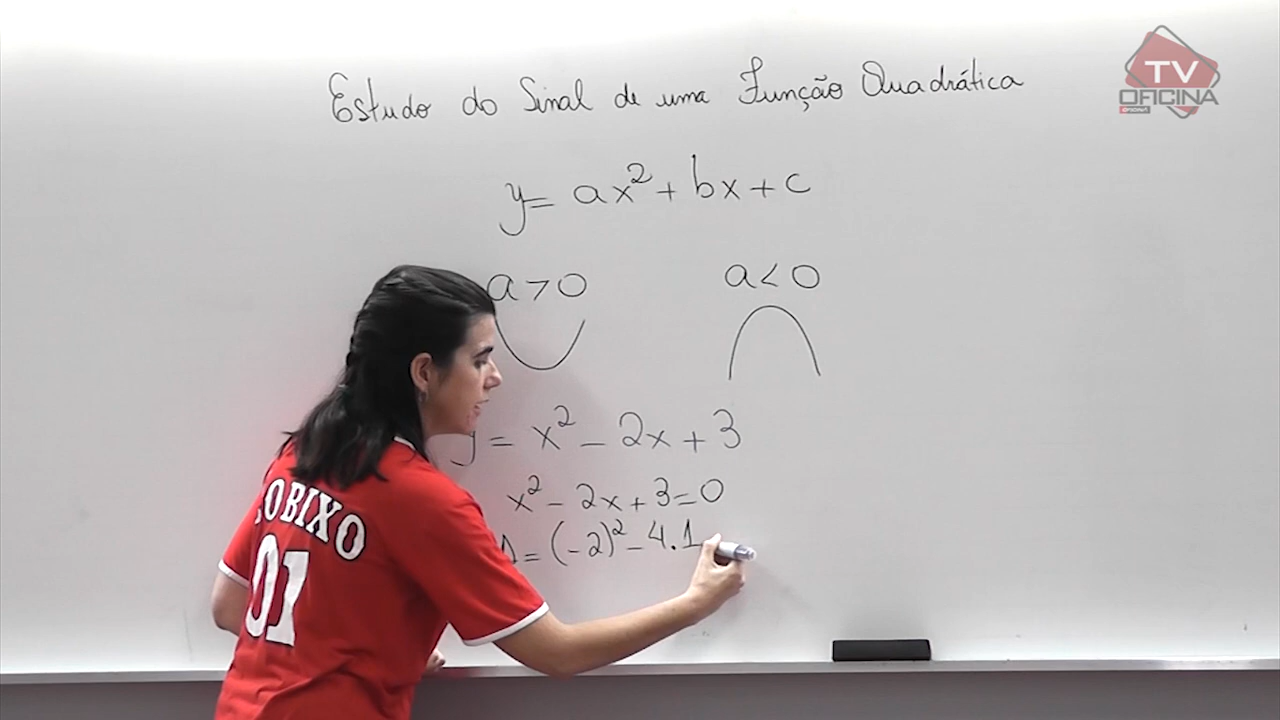 Estudo do Sinal de uma Função Quadrática
TV
OFICINA
y = ax² + bx + c
a > 0
a < 0
y = x² - 2x + 3
x² - 2x + 3 = 0
= (-2)² - 4.1
OBIXO
01